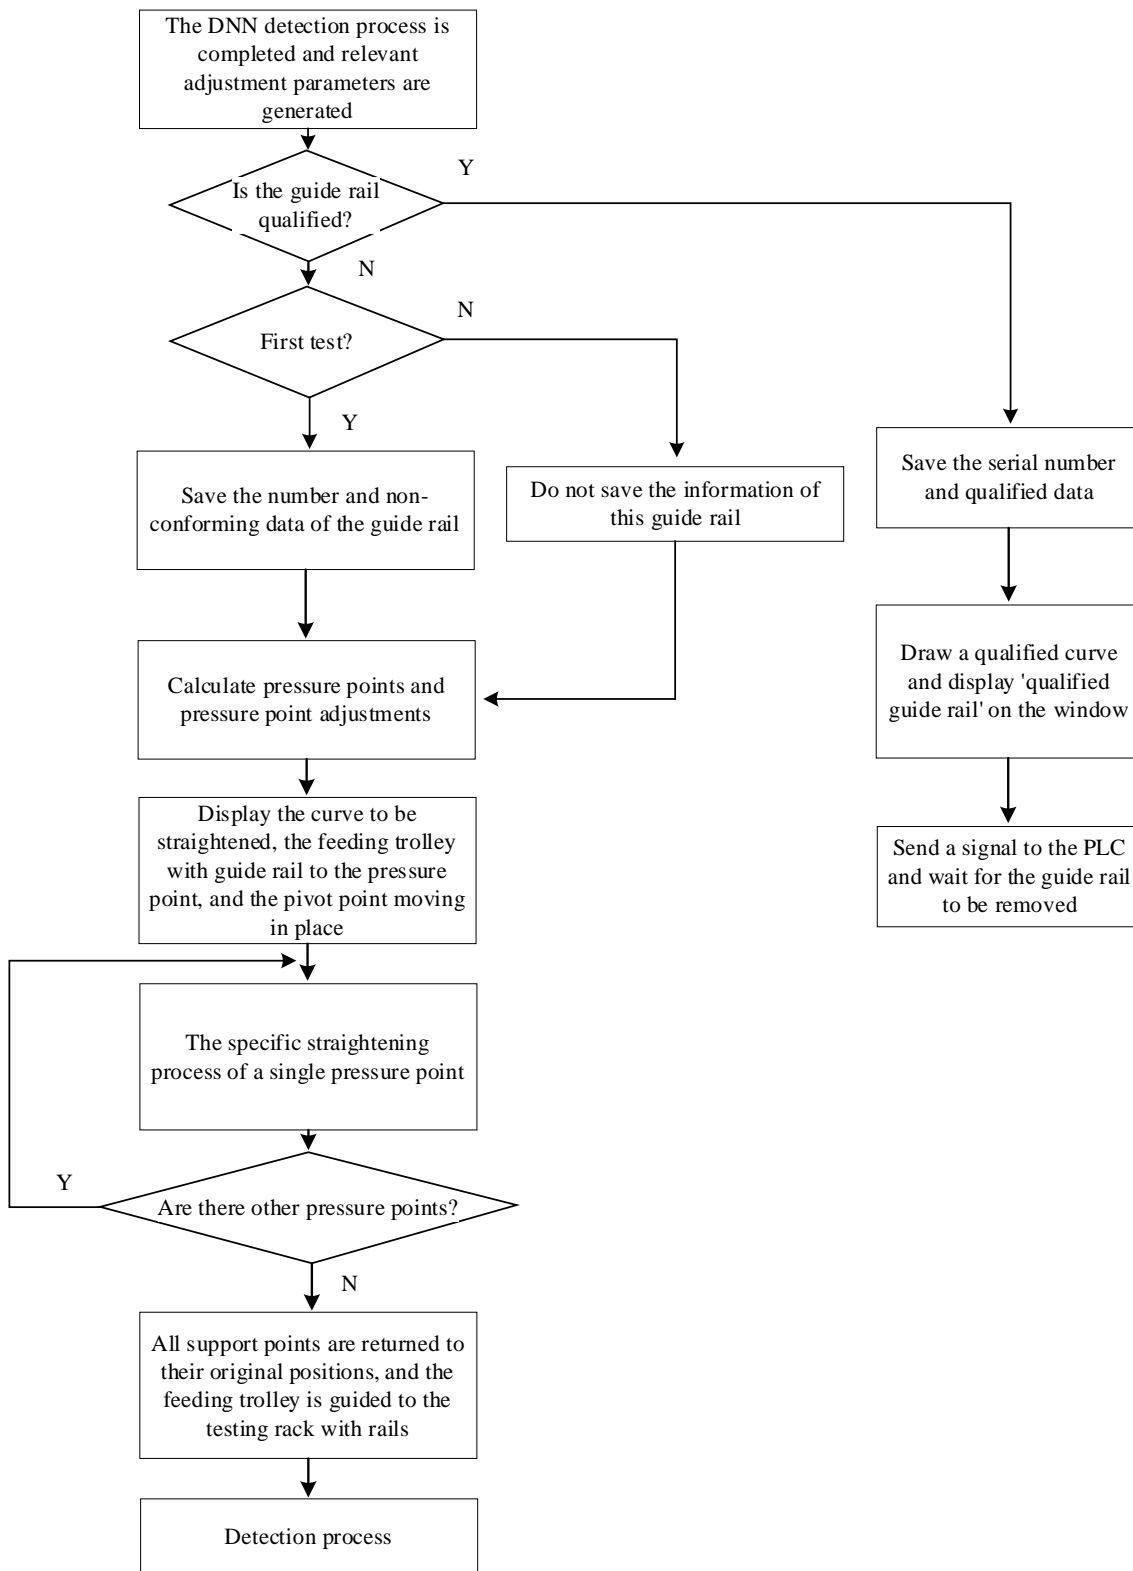 The DNN detection process is
completed and relevant
adjustment parameters are
generated
Y
Is the guide rail
qualified?
N
N
First test?
Y
Save the number and non-
conforming data of the guide rail
Do not save the information of
this guide rail
Save the serial number
and qualified data
Calculate pressure points and
pressure point adjustments
Draw a qualified curve
and display 'qualified
guide rail' on the window
Display the curve to be
straightened, the feeding trolley
with guide rail to the pressure
point, and the pivot point moving
in place
Send a signal to the PLC
and wait for the guide rail
to be removed
The specific straightening
process of a single pressure point
Y
Are there other pressure points?
N
All support points are returned to
their original positions, and the
feeding trolley is guided to the
testing rack with rails
Detection process